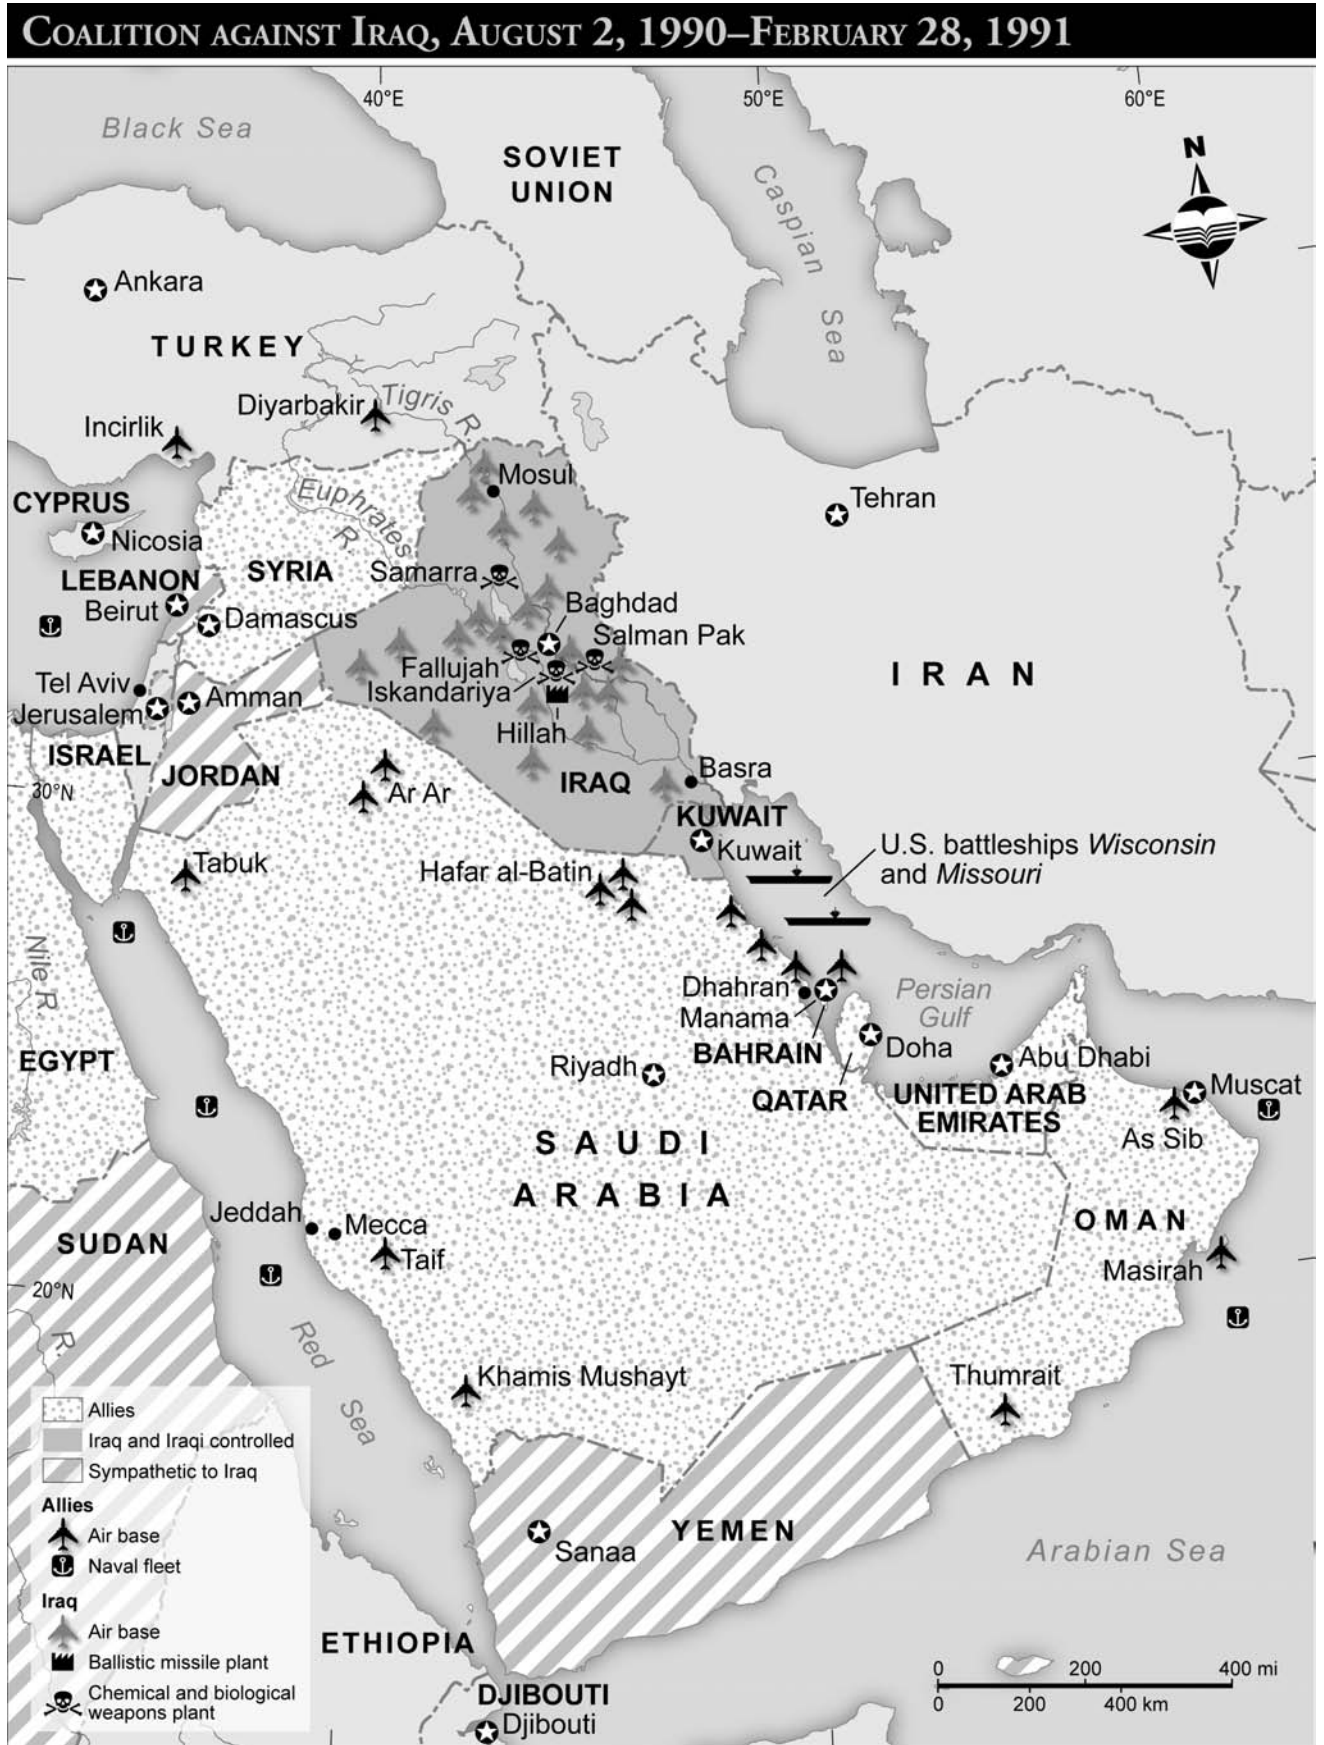 COALITION AGAINST IRAQ, AUGUST 2, 1990–FEBRUARY 28, 1991
40°E
50°E
60°E
Black Sea
SOVIET
UNION
Caspian
Sea
N
Ankara
TURKEY
Diyarbakir
Tigris R.
Incirlik
Mosul
CYPRUS
Nicosia
Euphrates
R.
Tehran
LEBANON
SYRIA
Samarra
Beirut
Damascus
Baghdad
Salman Pak
Fallujah
Iskandariya
IRAN
Tel Aviv
Amman
Jerusalem
Hillah
ISRAEL
JORDAN
IRAQ
Basra
30°N
Ar Ar
KUWAIT
Kuwait
U.S. battleships Wisconsin
and Missouri
Tabuk
Hafar al-Batin
Nile R.
Dhahran
Manama
Persian
Gulf
EGYPT
BAHRAIN
Doha
Abu Dhabi
Riyadh
QATAR
UNITED ARAB
EMIRATES
Muscat
As Sib
SAUDI
ARABIA
Jeddah
Mecca
Taif
SUDAN
OMAN
Masirah
20°N
R.
Red
Sea
Khamis Mushayt
Thumrait
Allies
Iraq and Iraqi controlled
Sympathetic to Iraq
Allies
Air base
Naval fleet
Iraq
Air base
Ballistic missile plant
Chemical and biological
weapons plant
Sanaa
YEMEN
Arabian Sea
ETHIOPIA
DJIBOUTI
Djibouti
0 200 400 mi
0 200 400 km